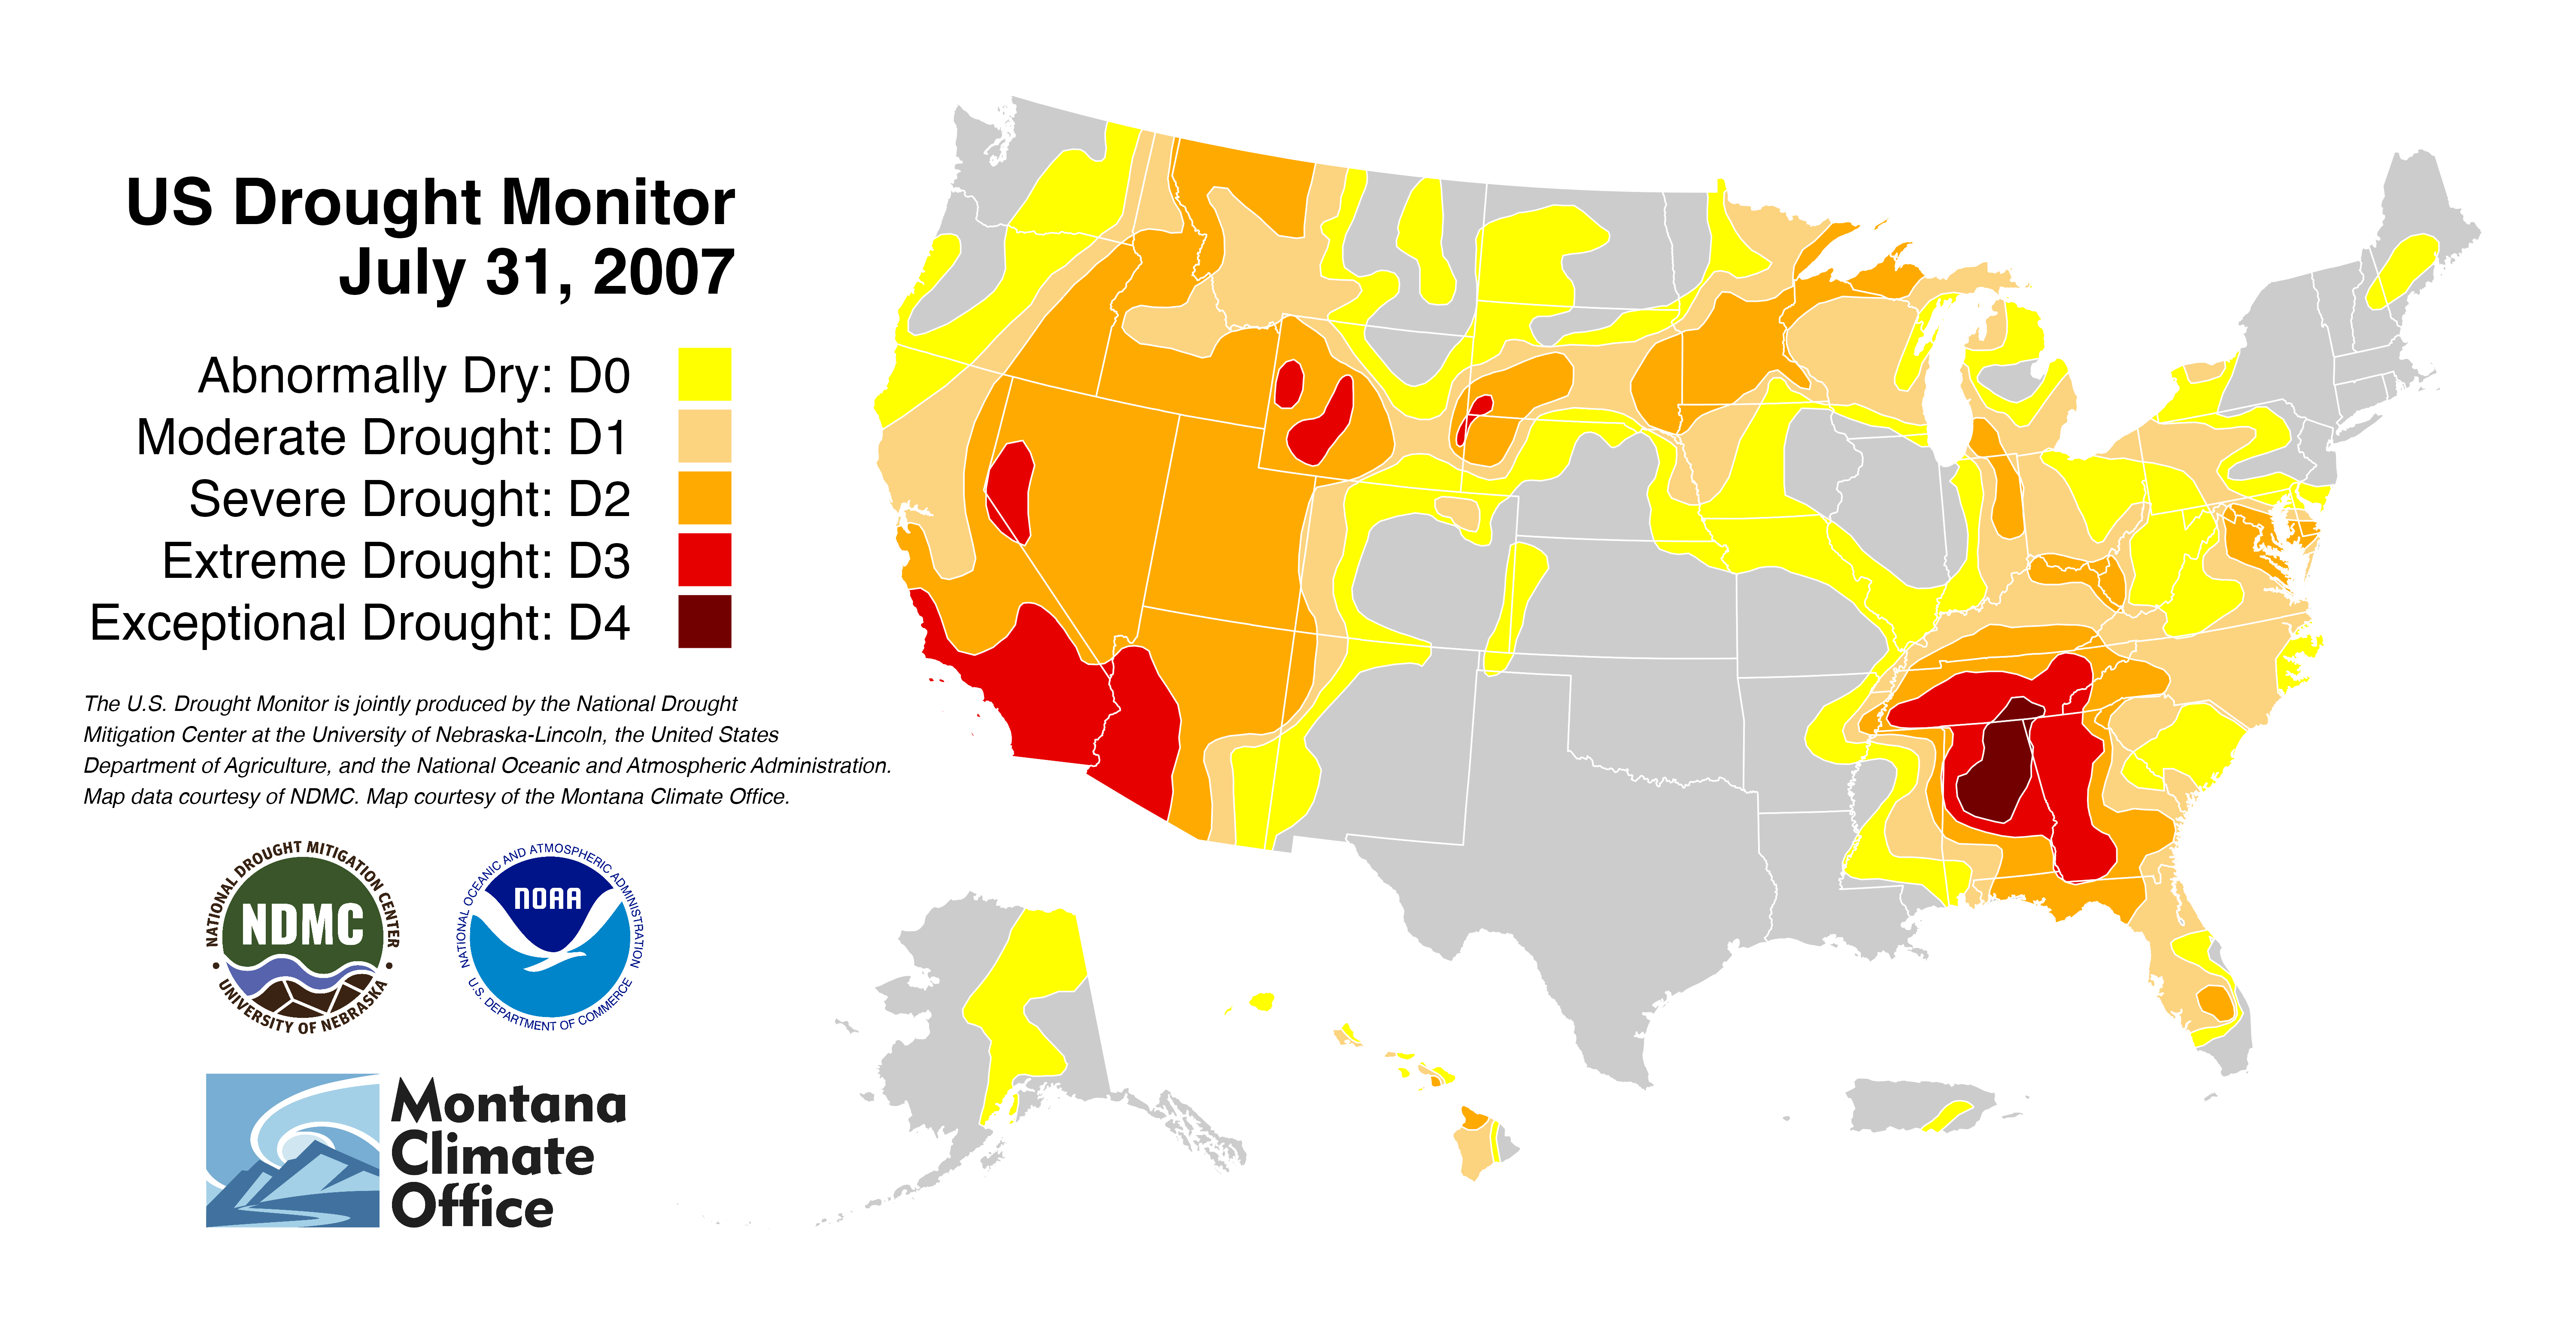 US Drought Monitor
July 31, 2007
Abnormally Dry: D0
Moderate Drought: D1
Severe Drought: D2
Extreme Drought: D3
Exceptional Drought: D4
The U.S. Drought Monitor is jointly produced by the National Drought
Mitigation Center at the University of Nebraska-Lincoln, the United States
Department of Agriculture, and the National Oceanic and Atmospheric Administration.
Map data courtesy of NDMC. Map courtesy of the Montana Climate Office.
NATIONAL DROUGHT MITIGATION CENTER
NDMC
• UNIVERSITY OF NEBRASKA •
NATIONAL OCEANIC AND ATMOSPHERIC ADMINISTRATION
NOAA
U.S. DEPARTMENT OF COMMERCE
Montana
Climate
Office